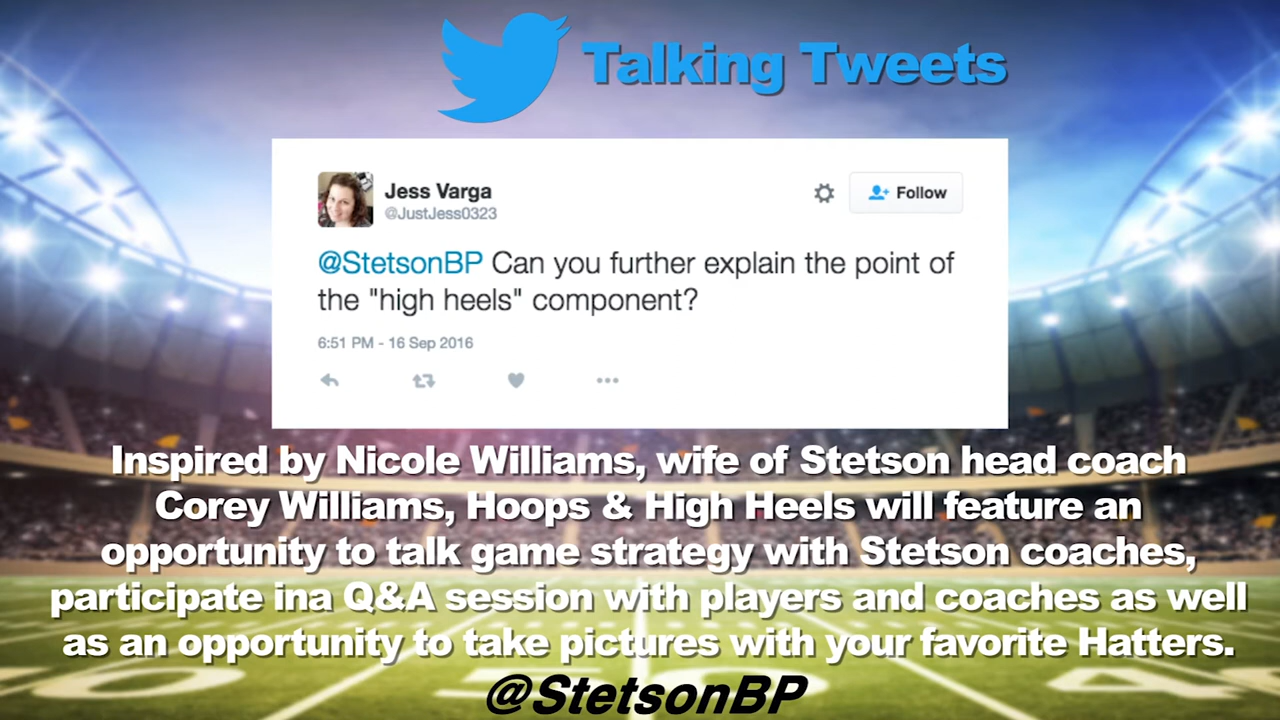 Talking Tweets
Jess Varga
@JustJess0323
Follow
@StetsonBP Can you further explain the point of
the "high heels" component?
6:51 PM - 16 Sep 2016
Inspired by Nicole Williams, wife of Stetson head coach
Corey Williams, Hoops & High Heels will feature an
opportunity to talk game strategy with Stetson coaches,
participate ina Q&A session with players and coaches as well
as an opportunity to take pictures with your favorite Hatters.
@StetsonBP